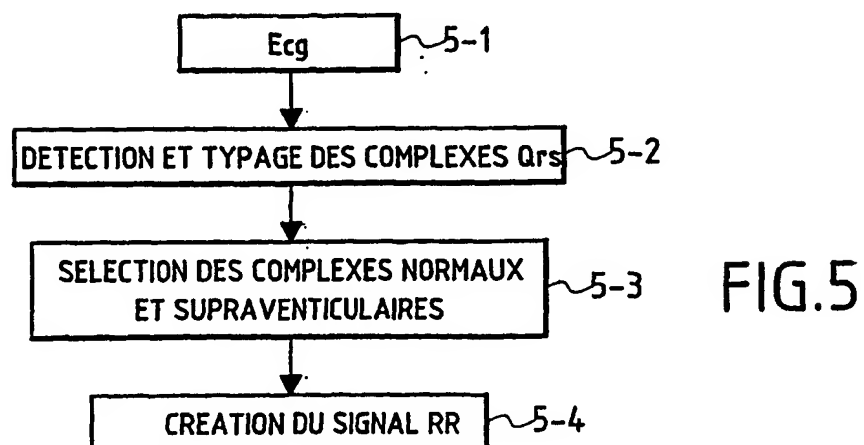 Ecg 5-1
DETECTION ET TYPAGE DES COMPLEXES Qrs 5-2
SELECTION DES COMPLEXES NORMAUX
ET SUPRAVENTICULAIRES 5-3
FIG.5
CREATION DU SIGNAL RR 5-4